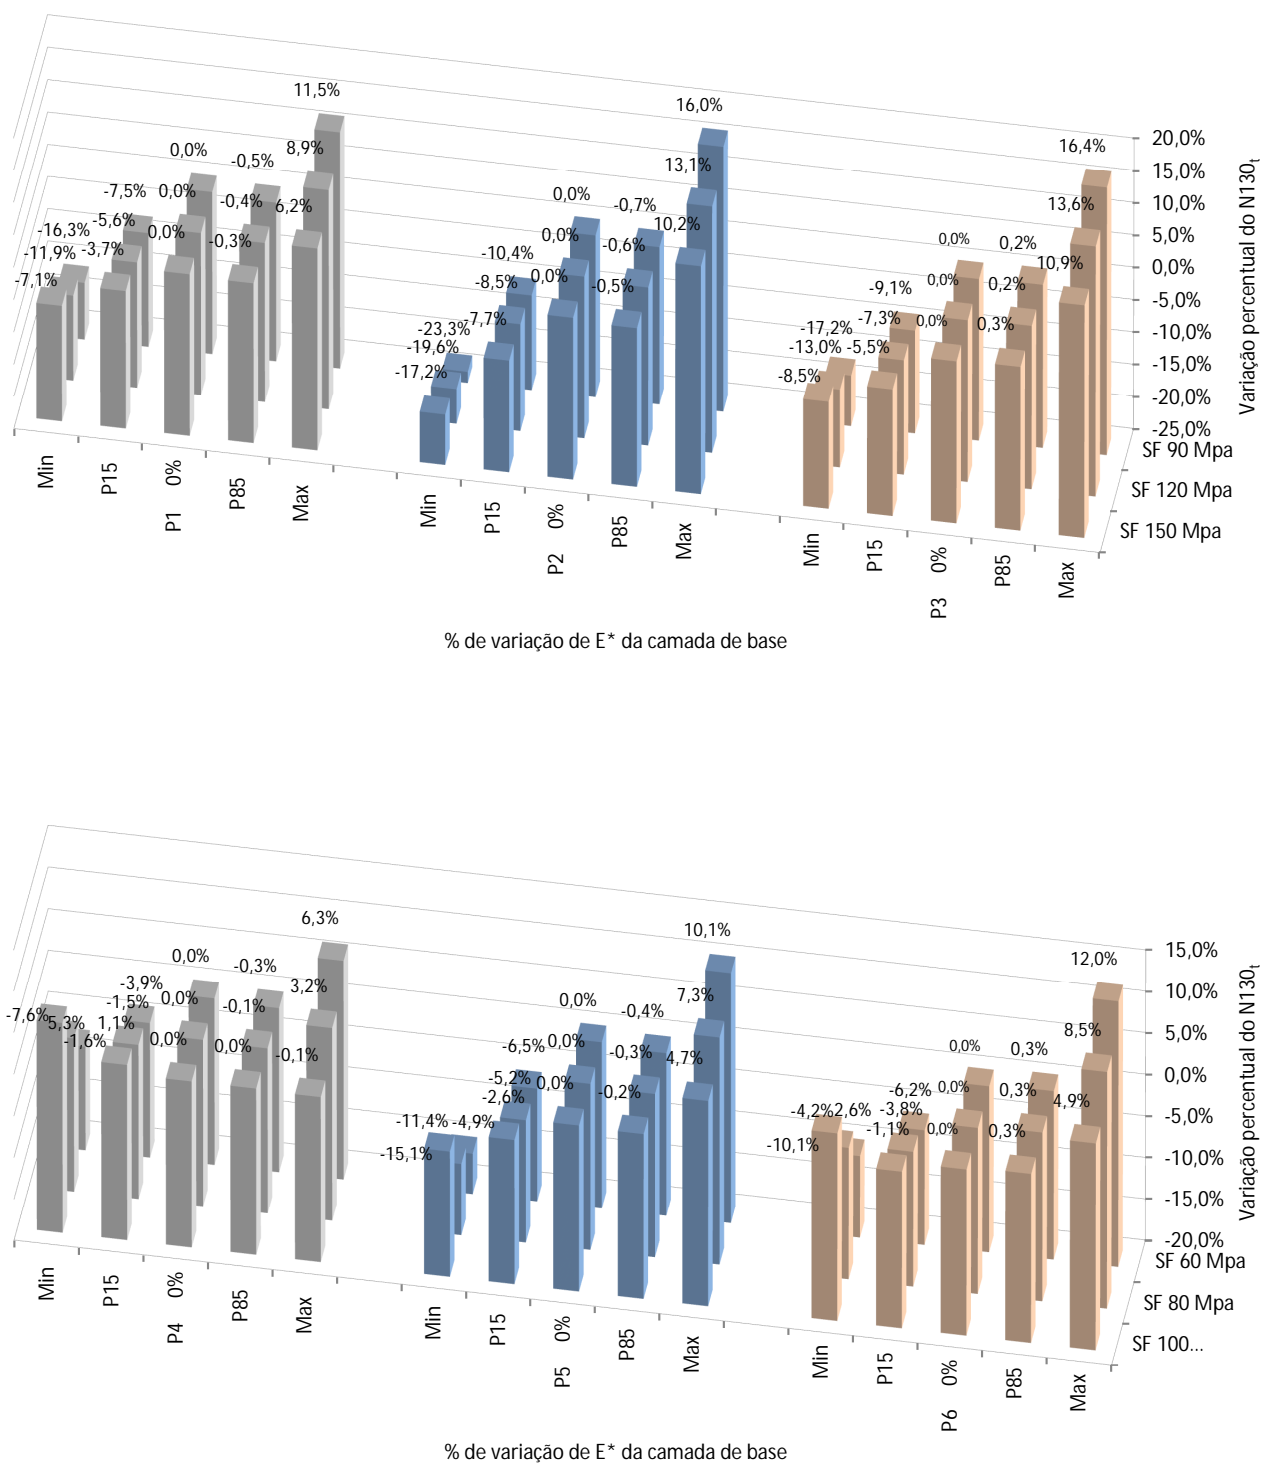 11,5%
8,9%
6,2%
0,0%
-0,5%
-7,5%
0,0%
-0,4%
-16,3%
-5,6%
0,0%
-0,3%
-11,9%
-3,7%
-7,1%
16,0%
13,1%
10,2%
0,0%
-0,7%
0,0%
-0,6%
-10,4%
0,0%
-0,5%
-8,5%
-7,7%
-23,3%
-19,6%
-17,2%
16,4%
13,6%
10,9%
0,0%
0,2%
0,0%
0,2%
-9,1%
0,0%
0,3%
-7,3%
-17,2%
-13,0%
-5,5%
-8,5%
20,0%
15,0%
10,0%
5,0%
0,0%
-5,0%
-10,0%
-15,0%
-20,0%
-25,0%
Variação percentual do N130t
SF 90 Mpa
SF 120 Mpa
SF 150 Mpa
Min
P15
0%
P85
Max
P1
Min
P15
0%
P85
Max
P2
Min
P15
0%
P85
Max
P3
% de variação de E* da camada de base
6,3%
3,2%
-0,1%
0,0%
-0,3%
-3,9%
0,0%
-0,1%
-1,5%
0,0%
0,0%
-7,6%
5,3%
1,1%
-1,6%
10,1%
7,3%
4,7%
0,0%
-0,4%
-6,5%
0,0%
-0,3%
-5,2%
0,0%
-0,2%
-2,6%
-11,4%
-4,9%
-15,1%
12,0%
8,5%
4,9%
0,0%
0,3%
-6,2%
0,0%
0,3%
-4,2%
2,6%
-3,8%
-1,1%
0,0%
0,3%
-10,1%
15,0%
10,0%
5,0%
0,0%
-5,0%
-10,0%
-15,0%
-20,0%
Variação percentual do N130t
SF 60 Mpa
SF 80 Mpa
SF 100...
Min
P15
0%
P85
Max
P4
Min
P15
0%
P85
Max
P5
Min
P15
0%
P85
Max
P6
% de variação de E* da camada de base